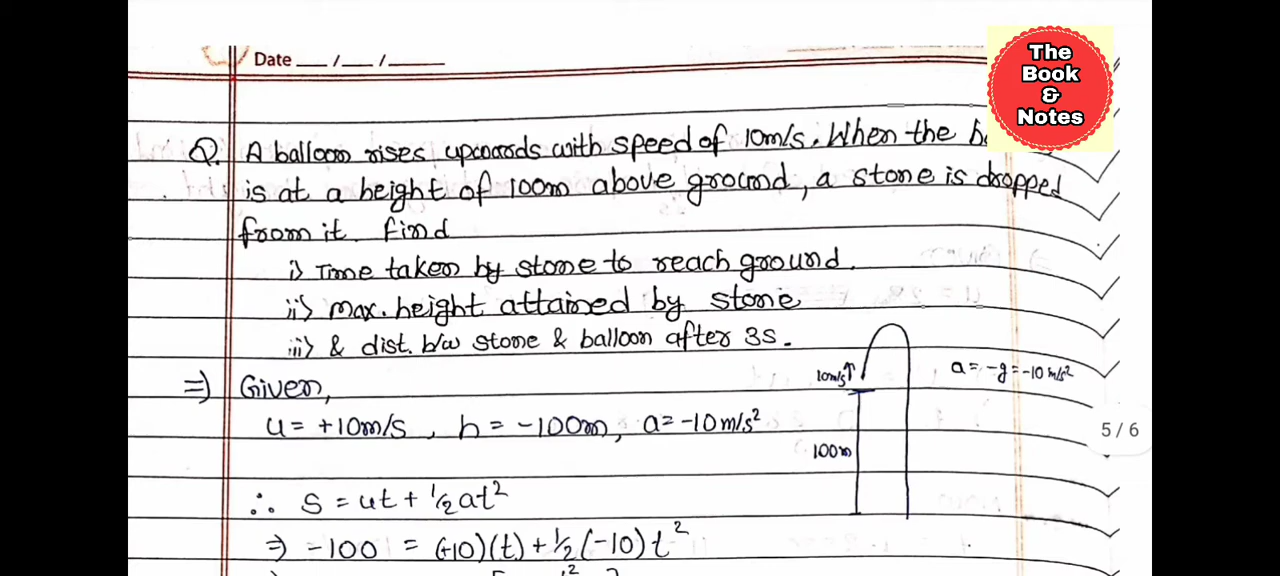 Date __ /__ /____
The
Book
&
Notes
Q. A balloon rises upwards with speed of 10m/s. When the
is at a height of 100m above ground, a stone is dropped
from it. Find
i) Time taken by stone to reach ground.
ii) max. height attained by stone
iii) & dist. b/w stone & balloon after 3s.
10m/s↑
a = -g = -10 m/s²
⇒) Given,
u = +10m/s , h = -100m, a = -10m/s²
5 / 6
100m
∴ S = ut + ½at²
⇒ -100 = (+10)(t) + ½(-10)t²